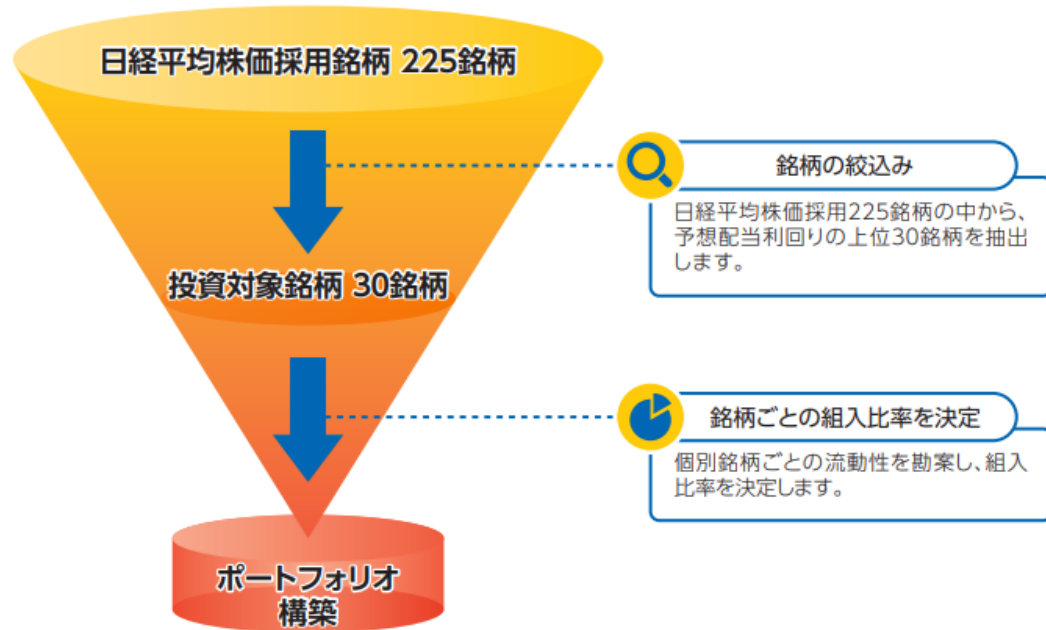 日経平均株価採用銘柄 225銘柄
銘柄の絞込み
日経平均株価採用225銘柄の中から、
予想配当利回りの上位30銘柄を抽出
します。
投資対象銘柄 30銘柄
銘柄ごとの組入比率を決定
個別銘柄ごとの流動性を勘案し、組入
比率を決定します。
ポートフォリオ
構築